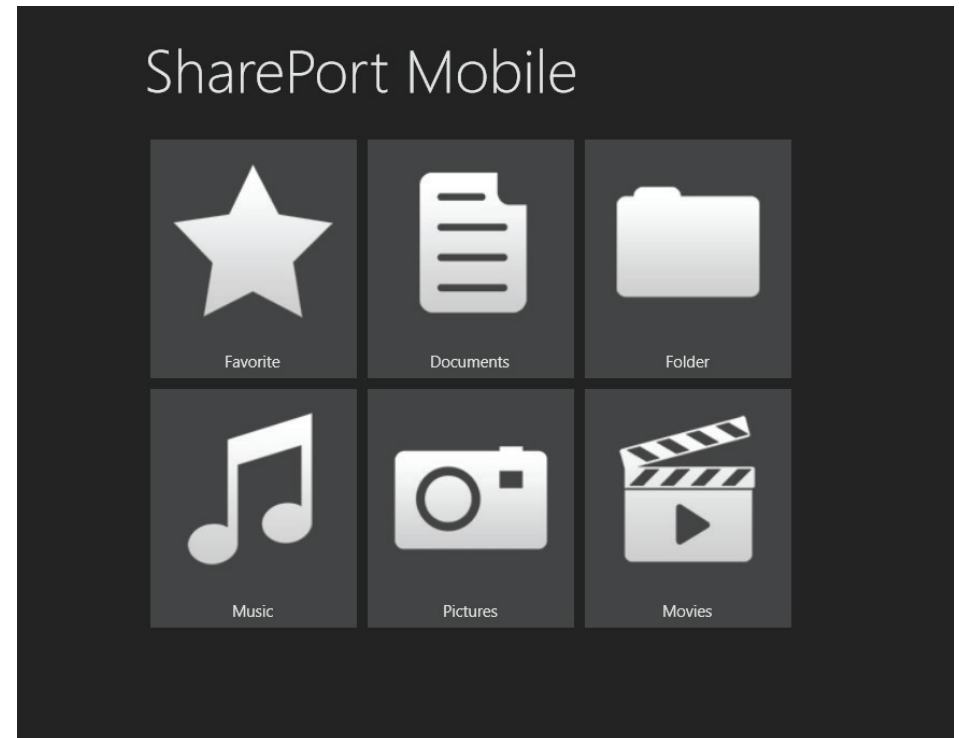 SharePort Mobile
Favorite
Documents
Folder
Music
Pictures
Movies